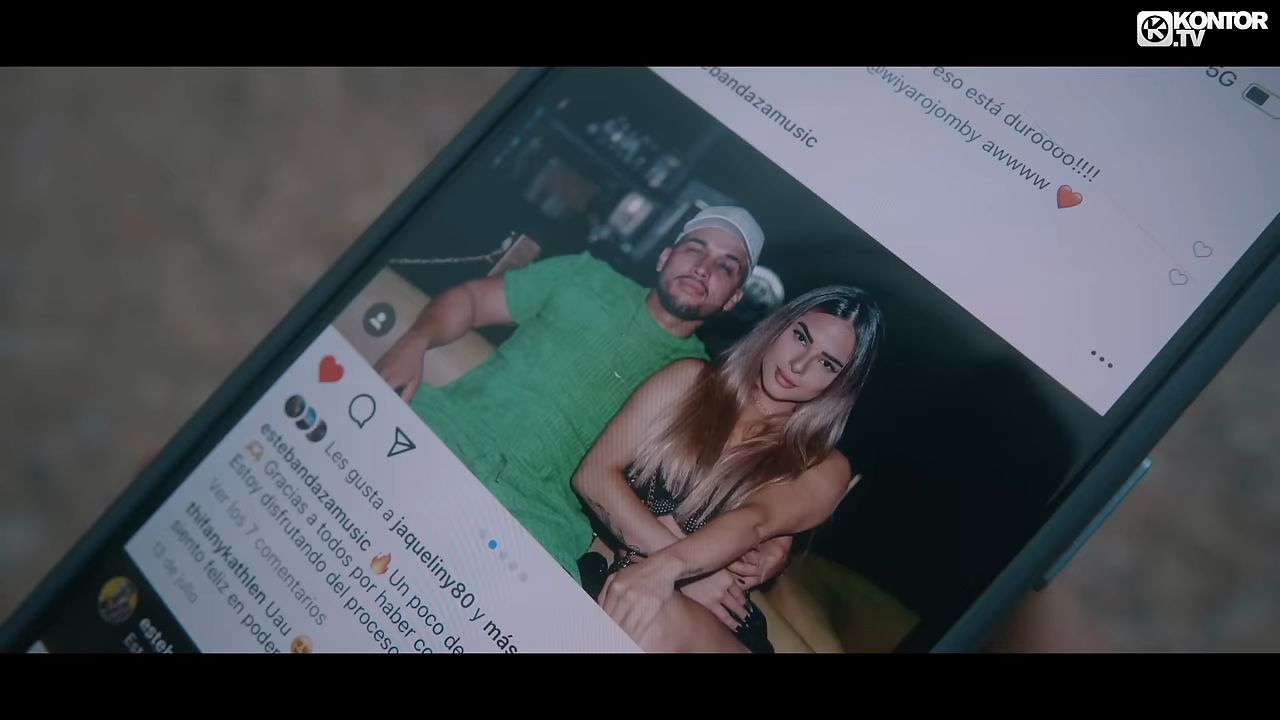 KONTOR
.TV
5G
eso está duroooo!!!!
@wiyarojomby awwww ❤️
ebandazamusic
Les gusta a jaqueliny80 y más
estebandazamusic 🔥 Un poco de
🫶 Gracias a todos por haber co
Estoy disfrutando del proceso
Ver los 7 comentarios
thifanykathlen Uau 😍
siento feliz en poder
13 de julio
esteb
Est